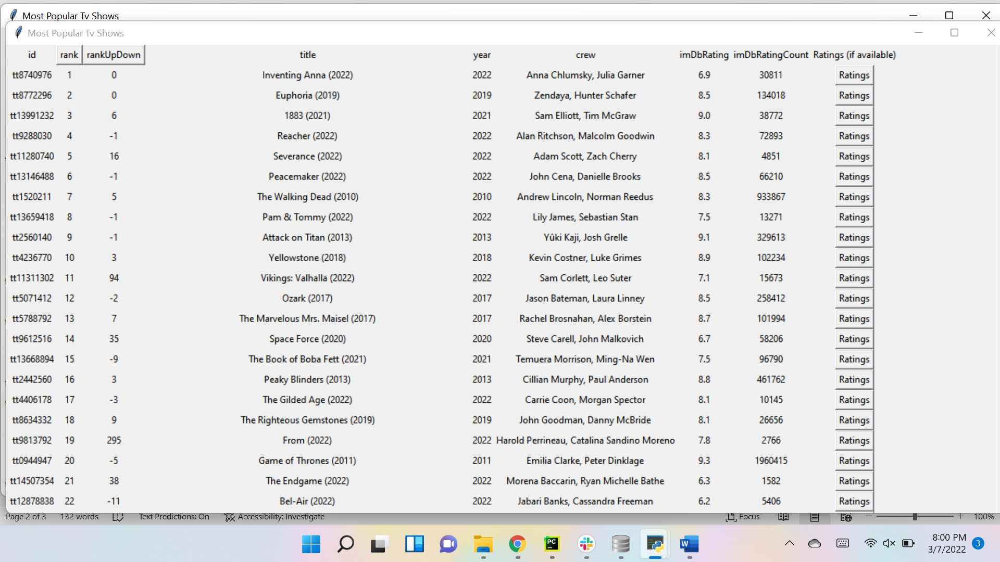 Most Popular Tv Shows
Most Popular Tv Shows
id rank rankUpDown title year crew imDbRating imDbRatingCount Ratings (if available)
tt8740976 1 0 Inventing Anna (2022) 2022 Anna Chlumsky, Julia Garner 6.9 30811 Ratings
tt8772296 2 0 Euphoria (2019) 2019 Zendaya, Hunter Schafer 8.5 134018 Ratings
tt13991232 3 6 1883 (2021) 2021 Sam Elliott, Tim McGraw 9.0 38772 Ratings
tt9288030 4 -1 Reacher (2022) 2022 Alan Ritchson, Malcolm Goodwin 8.3 72893 Ratings
tt11280740 5 16 Severance (2022) 2022 Adam Scott, Zach Cherry 8.1 4851 Ratings
tt13146488 6 -1 Peacemaker (2022) 2022 John Cena, Danielle Brooks 8.5 66210 Ratings
tt1520211 7 5 The Walking Dead (2010) 2010 Andrew Lincoln, Norman Reedus 8.3 933867 Ratings
tt13659418 8 -1 Pam & Tommy (2022) 2022 Lily James, Sebastian Stan 7.5 13271 Ratings
tt2560140 9 -1 Attack on Titan (2013) 2013 Yûki Kaji, Josh Grelle 9.1 329613 Ratings
tt4236770 10 3 Yellowstone (2018) 2018 Kevin Costner, Luke Grimes 8.9 102234 Ratings
tt11311302 11 94 Vikings: Valhalla (2022) 2022 Sam Corlett, Leo Suter 7.1 15673 Ratings
tt5071412 12 -2 Ozark (2017) 2017 Jason Bateman, Laura Linney 8.5 258412 Ratings
tt5788792 13 7 The Marvelous Mrs. Maisel (2017) 2017 Rachel Brosnahan, Alex Borstein 8.7 101994 Ratings
tt9612516 14 35 Space Force (2020) 2020 Steve Carell, John Malkovich 6.7 58206 Ratings
tt13668894 15 -9 The Book of Boba Fett (2021) 2021 Temuera Morrison, Ming-Na Wen 7.5 96790 Ratings
tt2442560 16 3 Peaky Blinders (2013) 2013 Cillian Murphy, Paul Anderson 8.8 461762 Ratings
tt4406178 17 -3 The Gilded Age (2022) 2022 Carrie Coon, Morgan Spector 8.1 10145 Ratings
tt8634332 18 9 The Righteous Gemstones (2019) 2019 John Goodman, Danny McBride 8.1 26656 Ratings
tt9813792 19 295 From (2022) 2022 Harold Perrineau, Catalina Sandino Moreno 7.8 2766 Ratings
tt0944947 20 -5 Game of Thrones (2011) 2011 Emilia Clarke, Peter Dinklage 9.3 1960415 Ratings
tt14507354 21 38 The Endgame (2022) 2022 Morena Baccarin, Ryan Michelle Bathe 6.3 1582 Ratings
tt12878838 22 -11 Bel-Air (2022) 2022 Jabari Banks, Cassandra Freeman 6.2 5406 Ratings
Page 2 of 3 132 words Text Predictions: On Accessibility: Investigate Focus 100%
PC W 8:00 PM 3
3/7/2022